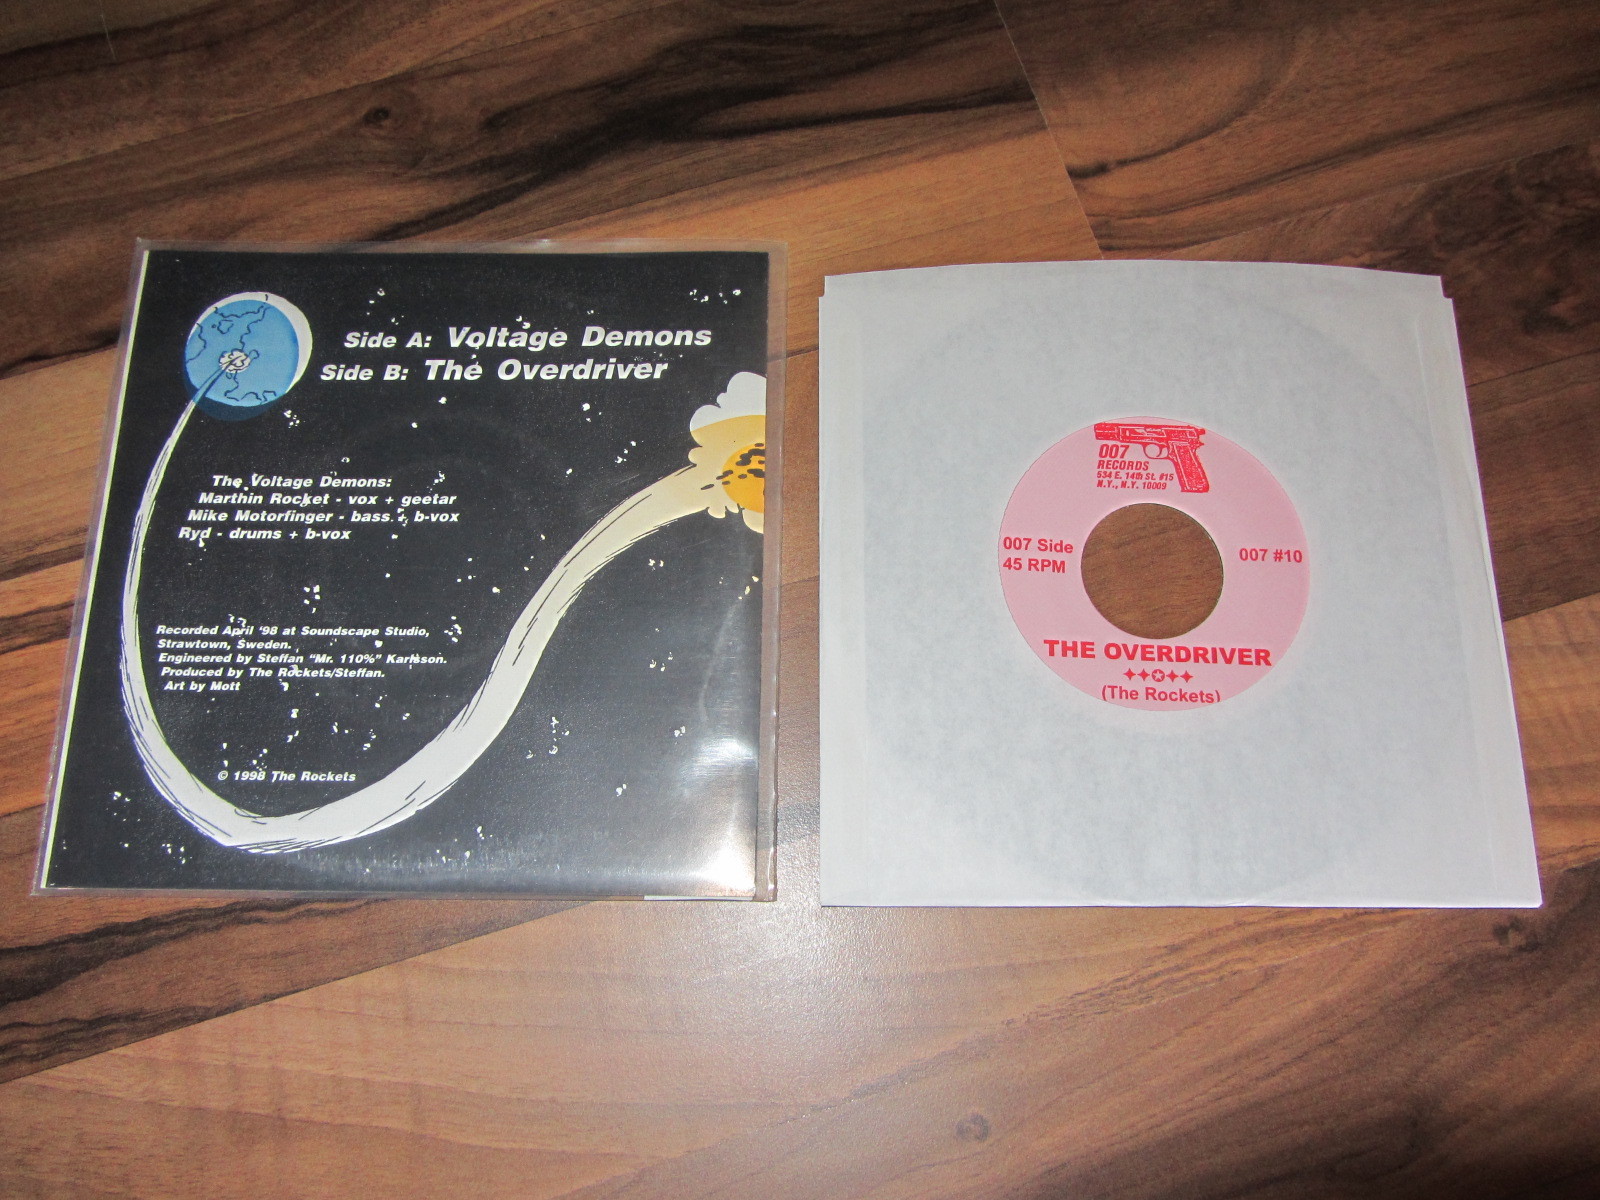 Side A: Voltage Demons
Side B: The Overdriver
The Voltage Demons:
Marthin Rocket - vox + geetar
Mike Motorfinger - bass + b-vox
Ryd - drums + b-vox
Recorded April '98 at Soundscape Studio,
Strawtown, Sweden.
Engineered by Steffan "Mr. 110%" Karlsson.
Produced by The Rockets/Steffan.
Art by Mott
© 1998 The Rockets
007
RECORDS
534 E. 14th St. #15
N.Y., N.Y. 10009
007 Side
45 RPM
007 #10
THE OVERDRIVER
(The Rockets)